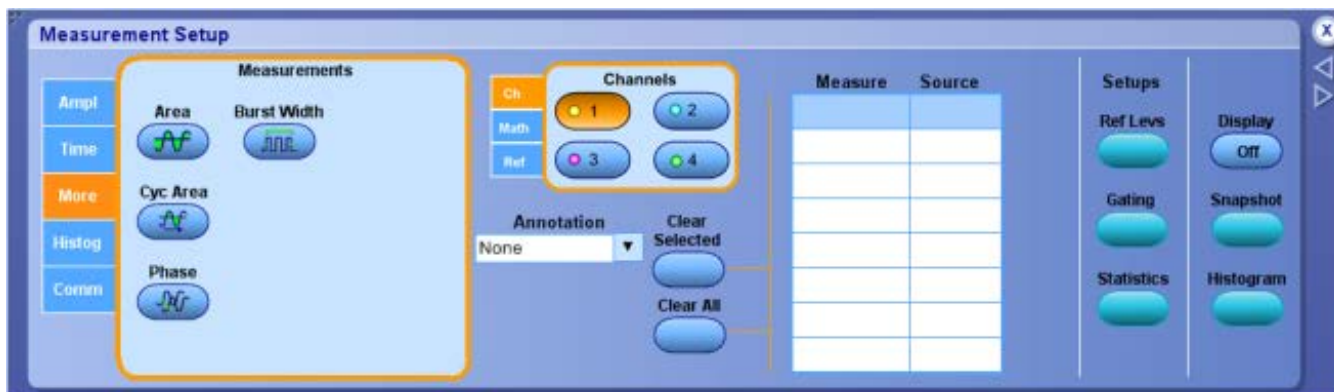 Measurement Setup
X
Ampl
Time
More
Histog
Comm
Measurements
Area
Burst Width
Cyc Area
Phase
Ch
Math
Ref
Channels
1
2
3
4
Annotation
None
Clear
Selected
Clear All
Measure
Source
Setups
Ref Levs
Gating
Statistics
Display
Off
Snapshot
Histogram